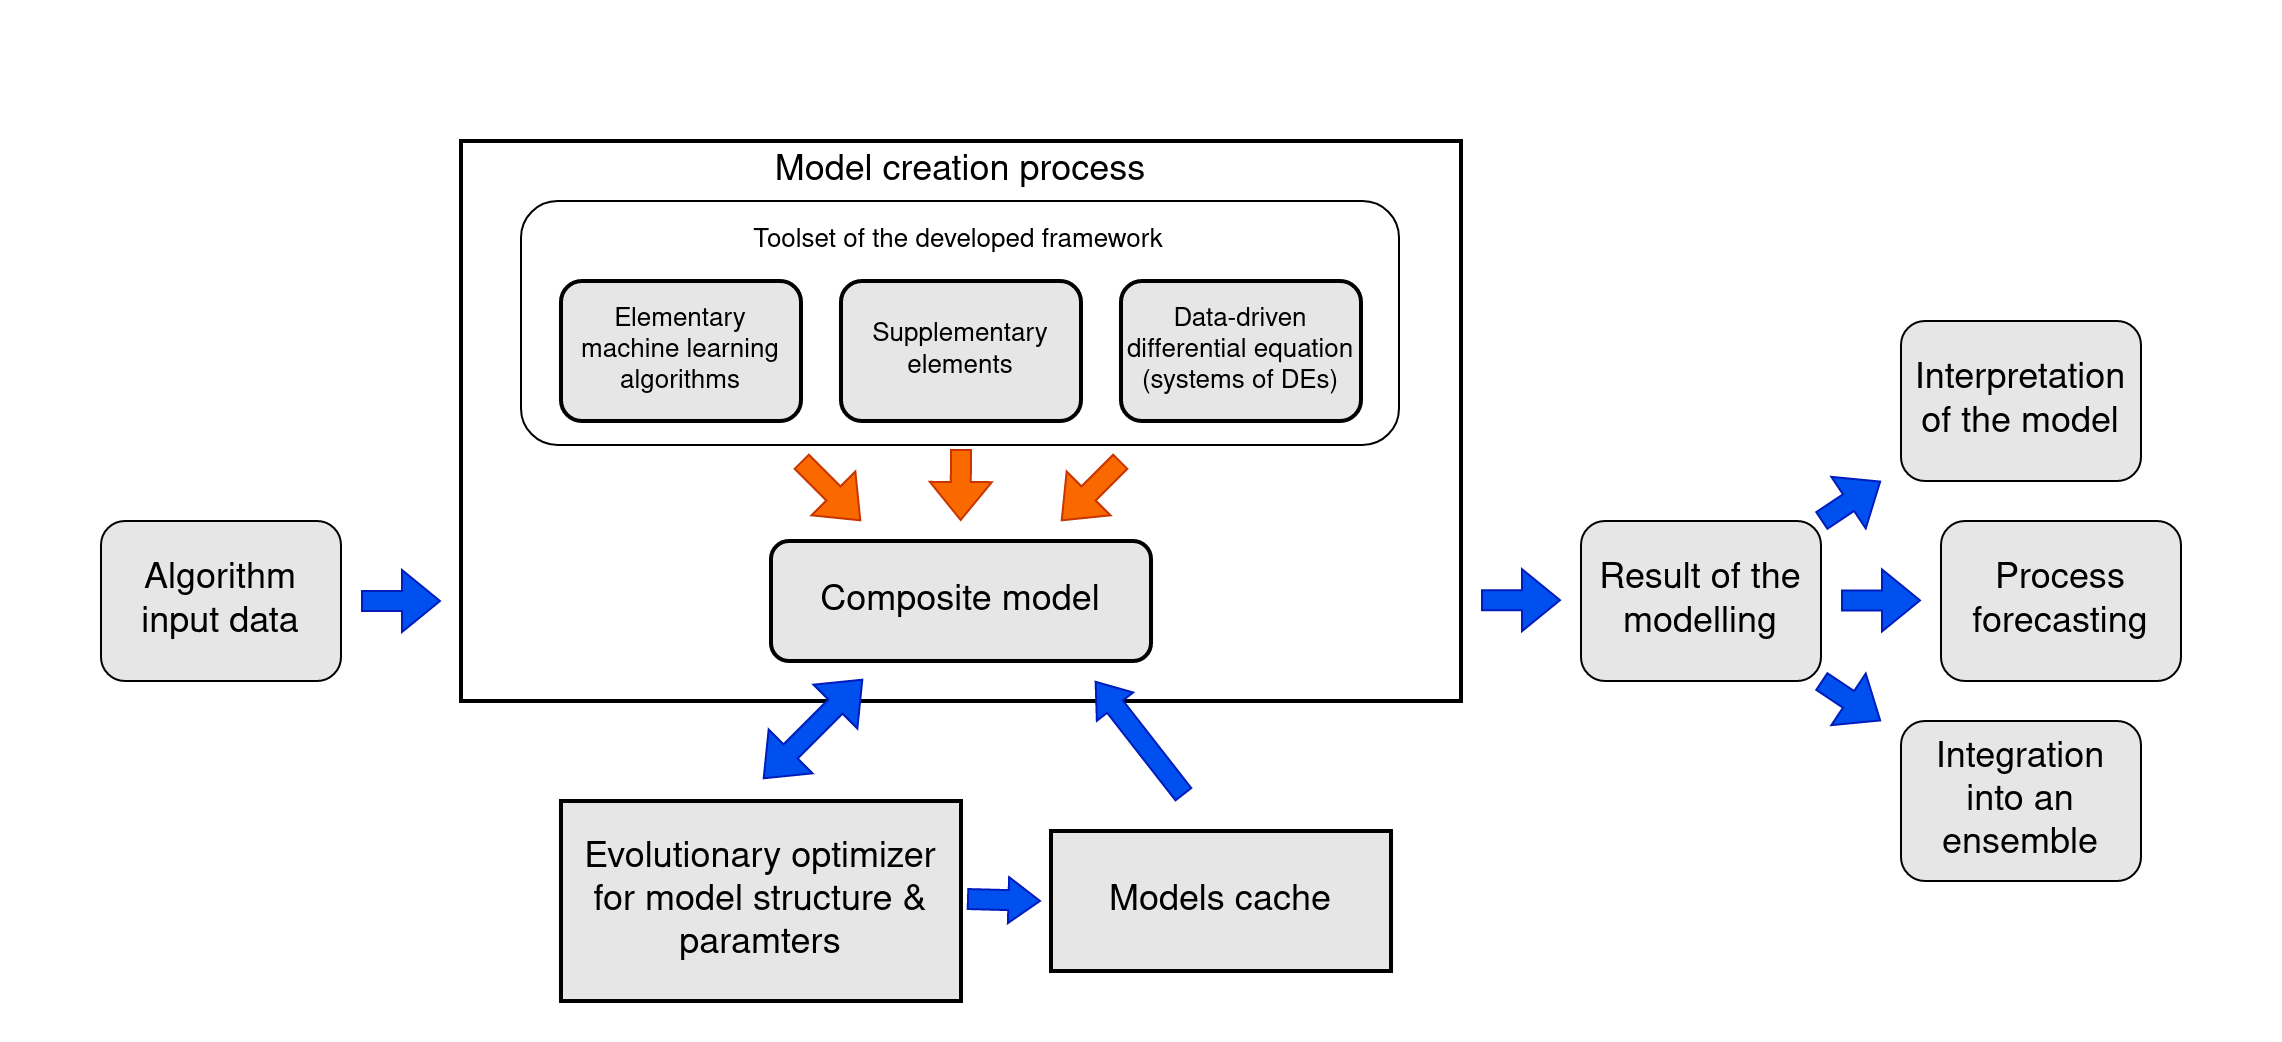 Model creation process
Toolset of the developed framework
Elementary
machine learning
algorithms
Supplementary
elements
Data-driven
differential equation
(systems of DEs)
Algorithm
input data
Composite model
Evolutionary optimizer
for model structure &
paramters
Models cache
Result of the
modelling
Interpretation
of the model
Process
forecasting
Integration
into an
ensemble